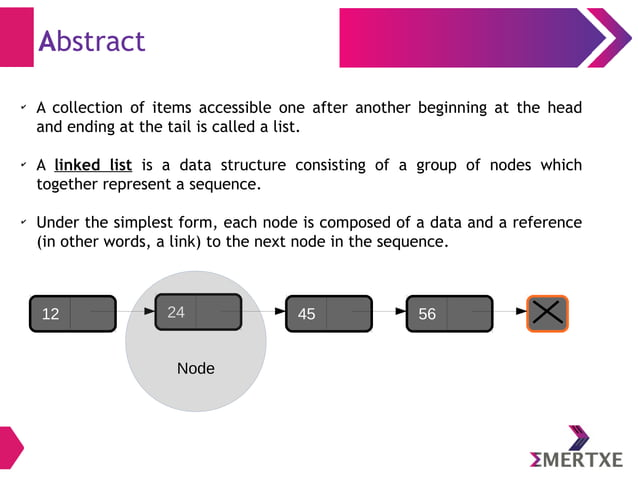 Abstract
✔ A collection of items accessible one after another beginning at the head
and ending at the tail is called a list.
✔ A linked list is a data structure consisting of a group of nodes which
together represent a sequence.
✔ Under the simplest form, each node is composed of a data and a reference
(in other words, a link) to the next node in the sequence.
12 24 45 56
Node
EMERTXE